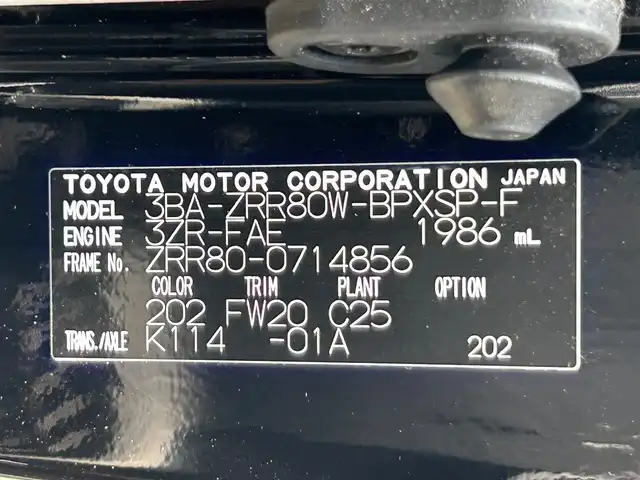 TOYOTA MOTOR CORPORATION JAPAN
MODEL 3BA-ZRR80W-BPXSP-F
ENGINE 3ZR-FAE 1986 mL
FRAME No. ZRR80-0714856
COLOR TRIM PLANT OPTION
202 FW20 C25
TRANS./AXLE K114 -01A 202